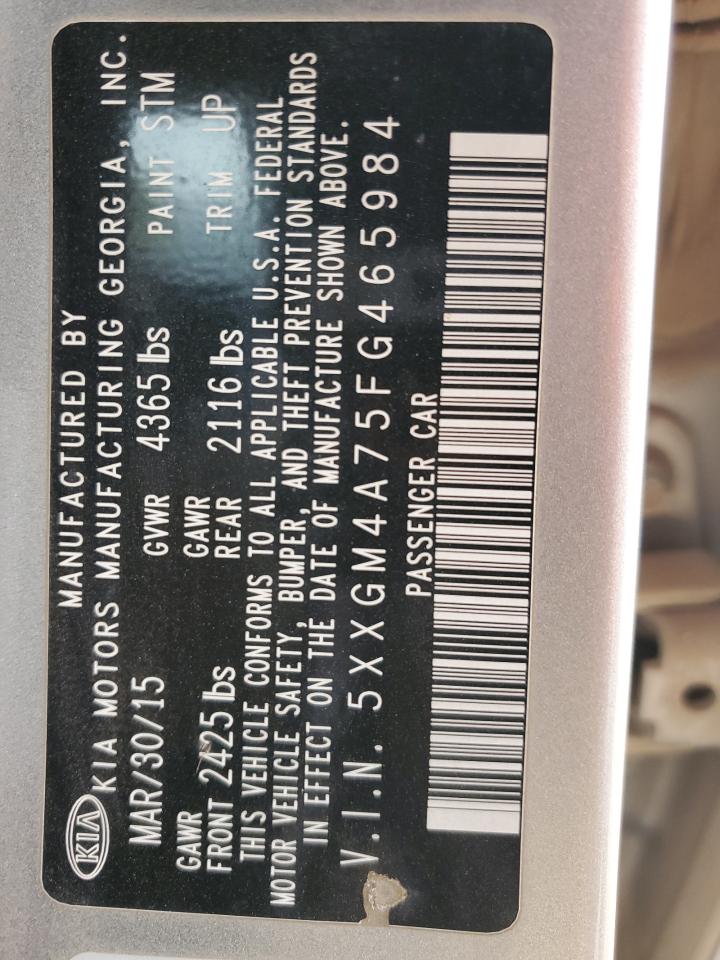 KIA
MANUFACTURED BY
KIA MOTORS MANUFACTURING GEORGIA, INC.
MAR/30/15 GVWR 4365 lbs PAINT STM
GAWR GAWR
FRONT 2425 lbs REAR 2116 lbs TRIM UP
THIS VEHICLE CONFORMS TO ALL APPLICABLE U.S.A. FEDERAL
MOTOR VEHICLE SAFETY, BUMPER, AND THEFT PREVENTION STANDARDS
IN EFFECT ON THE DATE OF MANUFACTURE SHOWN ABOVE.
V.I.N. 5XXGM4A75FG465984
PASSENGER CAR